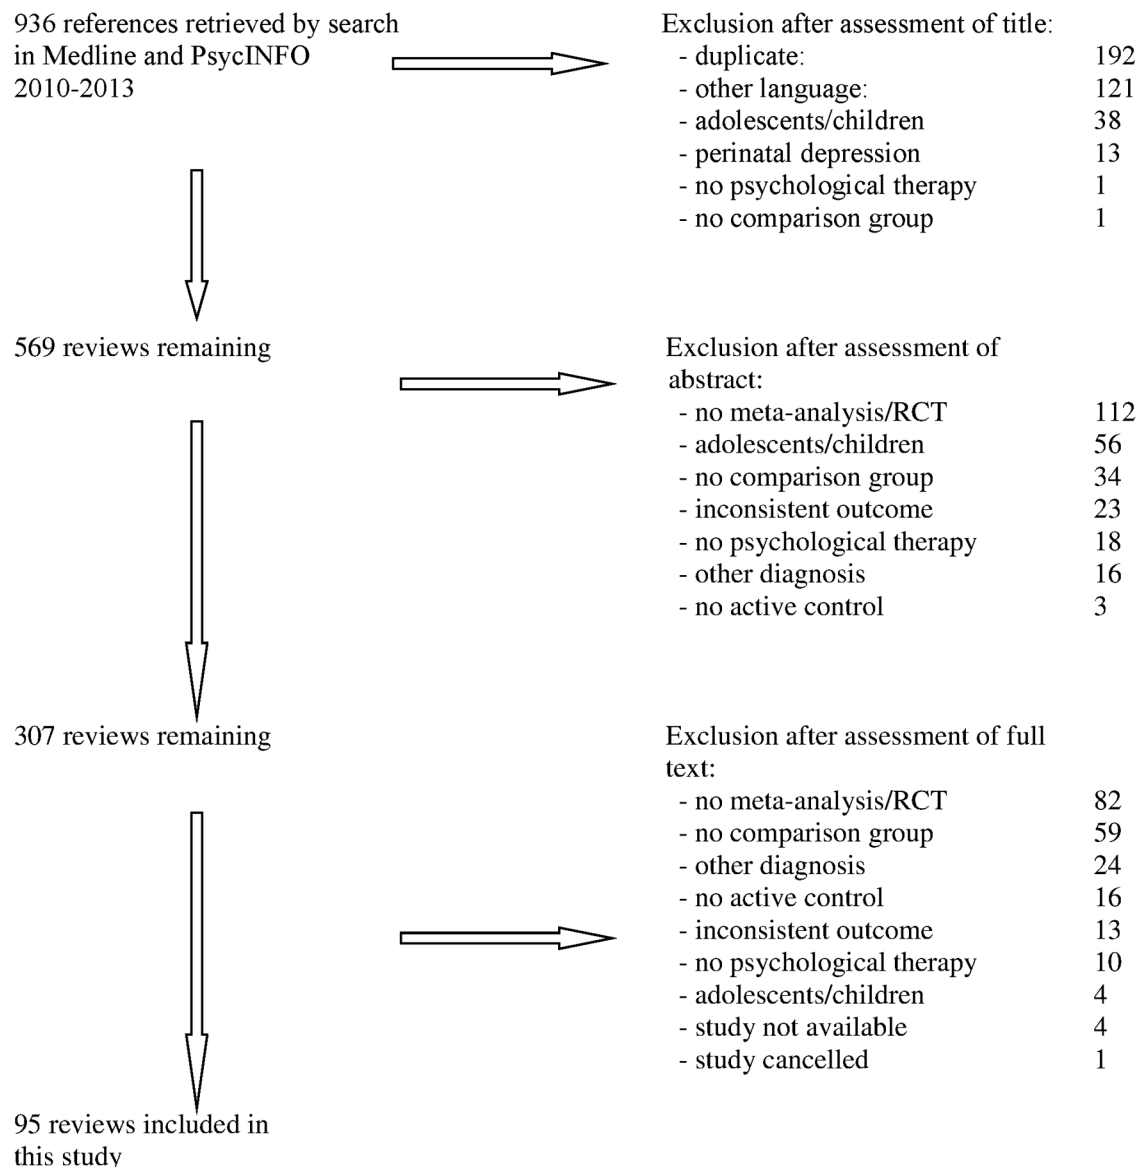 936 references retrieved by search
in Medline and PsycINFO
2010-2013
Exclusion after assessment of title:
- duplicate: 192
- other language: 121
- adolescents/children 38
- perinatal depression 13
- no psychological therapy 1
- no comparison group 1
569 reviews remaining
Exclusion after assessment of
abstract:
- no meta-analysis/RCT 112
- adolescents/children 56
- no comparison group 34
- inconsistent outcome 23
- no psychological therapy 18
- other diagnosis 16
- no active control 3
307 reviews remaining
Exclusion after assessment of full
text:
- no meta-analysis/RCT 82
- no comparison group 59
- other diagnosis 24
- no active control 16
- inconsistent outcome 13
- no psychological therapy 10
- adolescents/children 4
- study not available 4
- study cancelled 1
95 reviews included in
this study